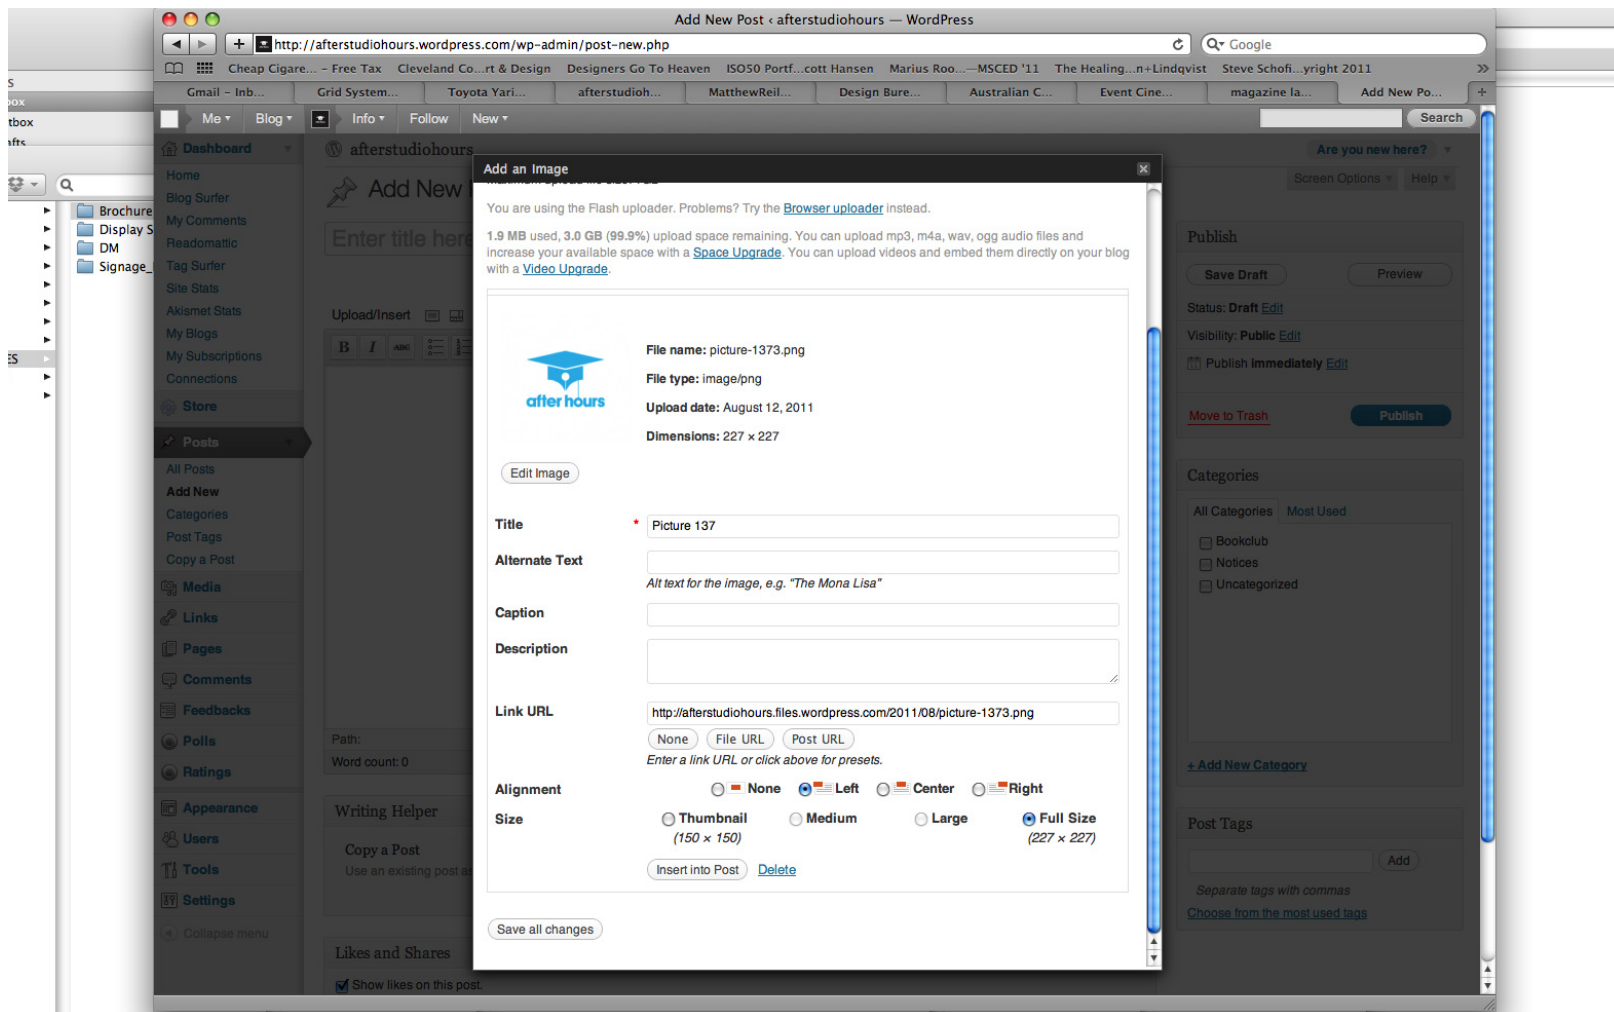 Add New Post ‹ afterstudiohours — WordPress
http://afterstudiohours.wordpress.com/wp-admin/post-new.php
Google
Cheap Cigare... – Free Tax Cleveland Co...rt & Design Designers Go To Heaven ISO50 Portf...cott Hansen Marius Roo...—MSCED '11 The Healing...n+Lindqvist Steve Schofi...yright 2011 »
Gmail – Inb... Grid System... Toyota Yari... afterstudioh... MatthewReil... Design Bure... Australian C... Event Cine... magazine la... Add New Po...
Me Blog Info Follow New Search
S
box
tbox
afts
Brochure
Display S
DM
Signage_
ES
Dashboard
Home
Blog Surfer
My Comments
Readomattic
Tag Surfer
Site Stats
Akismet Stats
My Blogs
My Subscriptions
Connections
Store
Posts
All Posts
Add New
Categories
Post Tags
Copy a Post
Media
Links
Pages
Comments
Feedbacks
Polls
Ratings
Appearance
Users
Tools
Settings
Collapse menu
afterstudiohours
Add New
Enter title here
Upload/Insert
B I ABC
Path:
Word count: 0
Writing Helper
Copy a Post
Use an existing post as
Likes and Shares
Show likes on this post.
Add an Image
You are using the Flash uploader. Problems? Try the Browser uploader instead.
1.9 MB used, 3.0 GB (99.9%) upload space remaining. You can upload mp3, m4a, wav, ogg audio files and
increase your available space with a Space Upgrade. You can upload videos and embed them directly on your blog
with a Video Upgrade.
after hours
File name: picture-1373.png
File type: image/png
Upload date: August 12, 2011
Dimensions: 227 × 227
Edit Image
Title * Picture 137
Alternate Text
Alt text for the image, e.g. "The Mona Lisa"
Caption
Description
Link URL http://afterstudiohours.files.wordpress.com/2011/08/picture-1373.png
None File URL Post URL
Enter a link URL or click above for presets.
Alignment None Left Center Right
Size Thumbnail Medium Large Full Size
(150 × 150) (227 × 227)
Insert into Post Delete
Save all changes
Are you new here?
Screen Options Help
Publish
Save Draft Preview
Status: Draft Edit
Visibility: Public Edit
Publish immediately Edit
Move to Trash Publish
Categories
All Categories Most Used
Bookclub
Notices
Uncategorized
+ Add New Category
Post Tags
Add
Separate tags with commas
Choose from the most used tags